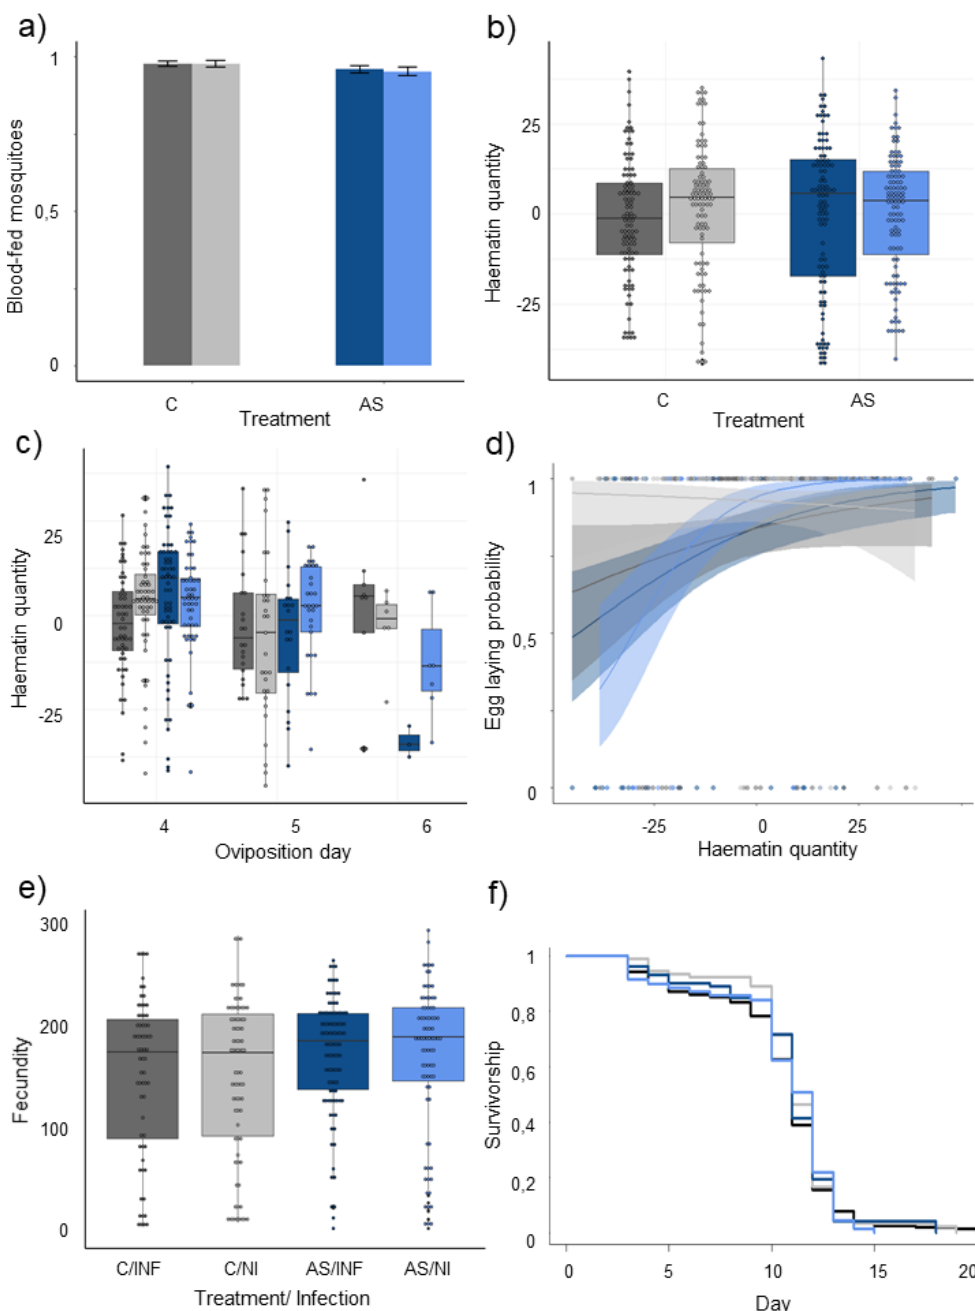 a)
Blood-fed mosquitoes
1
0,5
0
C
AS
Treatment
b)
Haematin quantity
25
0
-25
C
AS
Treatment
c)
Haematin quantity
25
0
-25
4
5
6
Oviposition day
d)
Egg laying probability
1
0,5
0
-25
0
25
Haematin quantity
e)
Fecundity
300
200
100
0
C/INF
C/NI
AS/INF
AS/NI
Treatment/ Infection
f)
Survivorship
1
0,8
0,6
0,4
0,2
0
0
5
10
15
20
Day